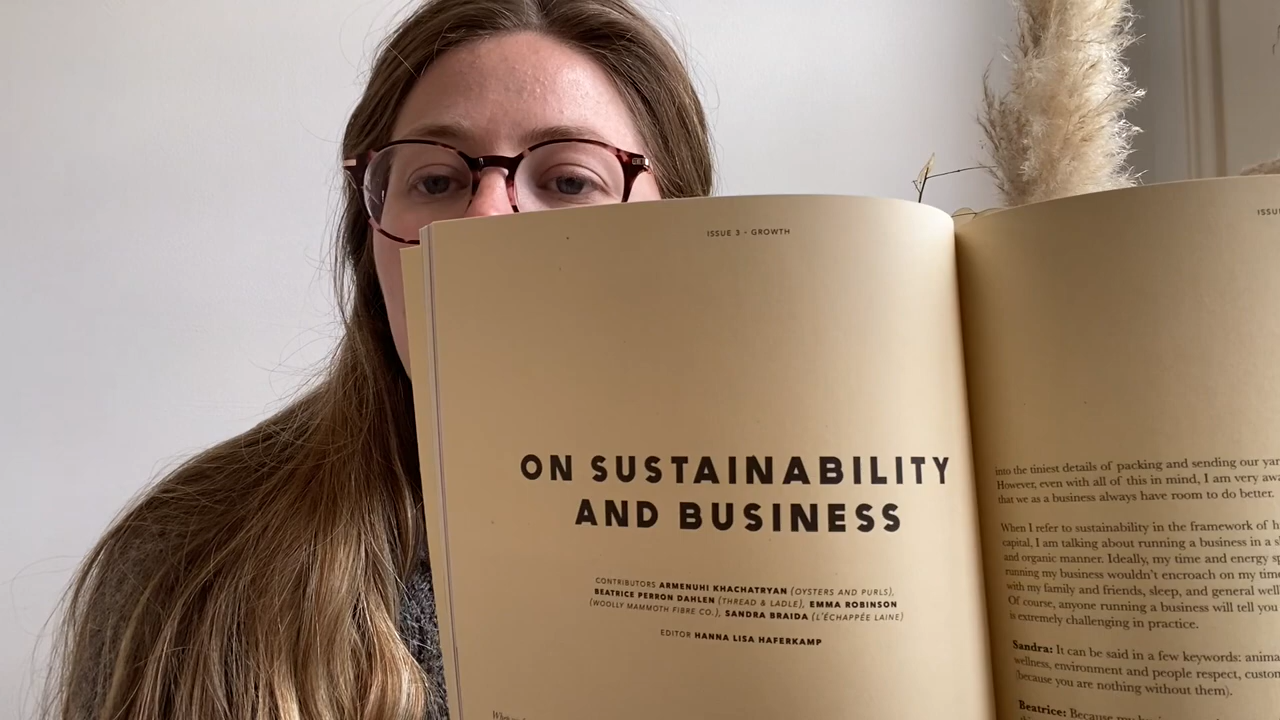 ISSUE 3 - GROWTH
ON SUSTAINABILITY
AND BUSINESS
CONTRIBUTORS ARMENUHI KHACHATRYAN (OYSTERS AND PURLS),
BEATRICE PERRON DAHLEN (THREAD & LADLE), EMMA ROBINSON
(WOOLLY MAMMOTH FIBRE CO.), SANDRA BRAIDA (L'ÉCHAPPÉE LAINE)
EDITOR HANNA LISA HAFERKAMP
into the tiniest details of packing and sending our
However, even with all of this in mind, I am very
that we as a business always have room to do better.
When I refer to sustainability in the framework of
capital, I am talking about running a business in a
and organic manner. Ideally, my time and energy
running my business wouldn't encroach on my
with my family and friends, sleep, and general
Of course, anyone running a business will tell you
is extremely challenging in practice.
Sandra: It can be said in a few keywords:
wellness, environment and people respect,
(because you are nothing without them).
Beatrice: Because my